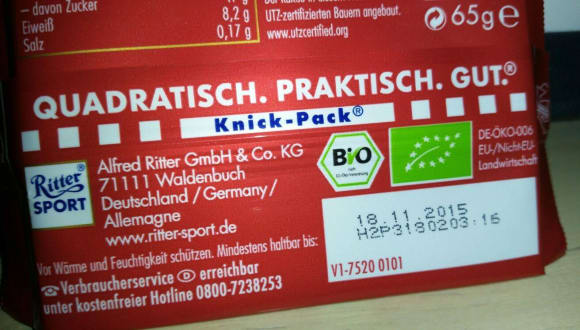 – davon Zucker
Eiweiß 8,2 g
Salz 0,17 g
UTZ-zertifizierten Bauern angebaut.
www.utzcertified.org
65g e
QUADRATISCH. PRAKTISCH. GUT.®
Knick-Pack®
Ritter
SPORT
Alfred Ritter GmbH & Co. KG
71111 Waldenbuch
Deutschland / Germany /
Allemagne
www.ritter-sport.de
BIO
DE-ÖKO-006
EU-/Nicht-EU-
Landwirtschaft
Vor Wärme und Feuchtigkeit schützen. Mindestens haltbar bis:
Verbraucherservice D erreichbar
unter kostenfreier Hotline 0800-7238253
18.11.2015
H2P3180203:16
V1-7520 0101